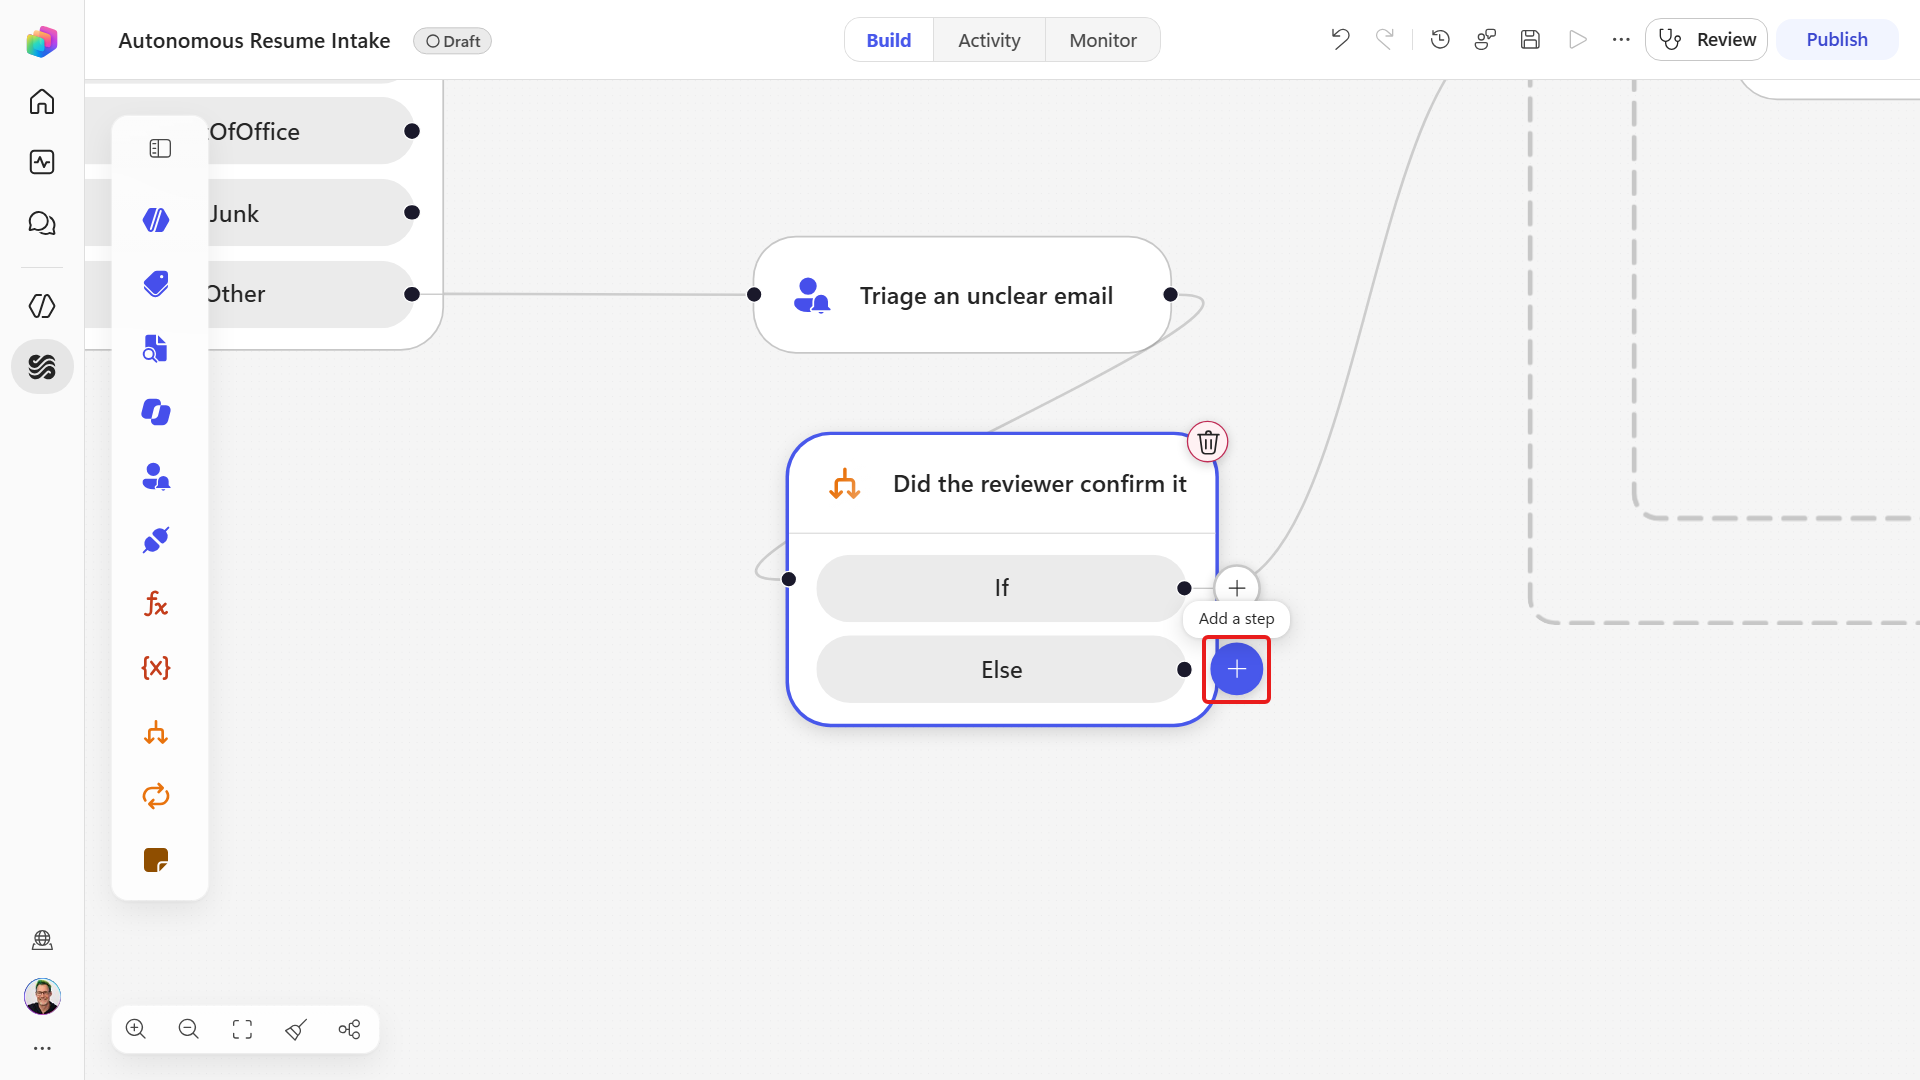 Autonomous Resume Intake
Draft
Build
Activity
Monitor
Review
Publish
OfOffice
Junk
Other
Triage an unclear email
Did the reviewer confirm it
If
Add a step
Else